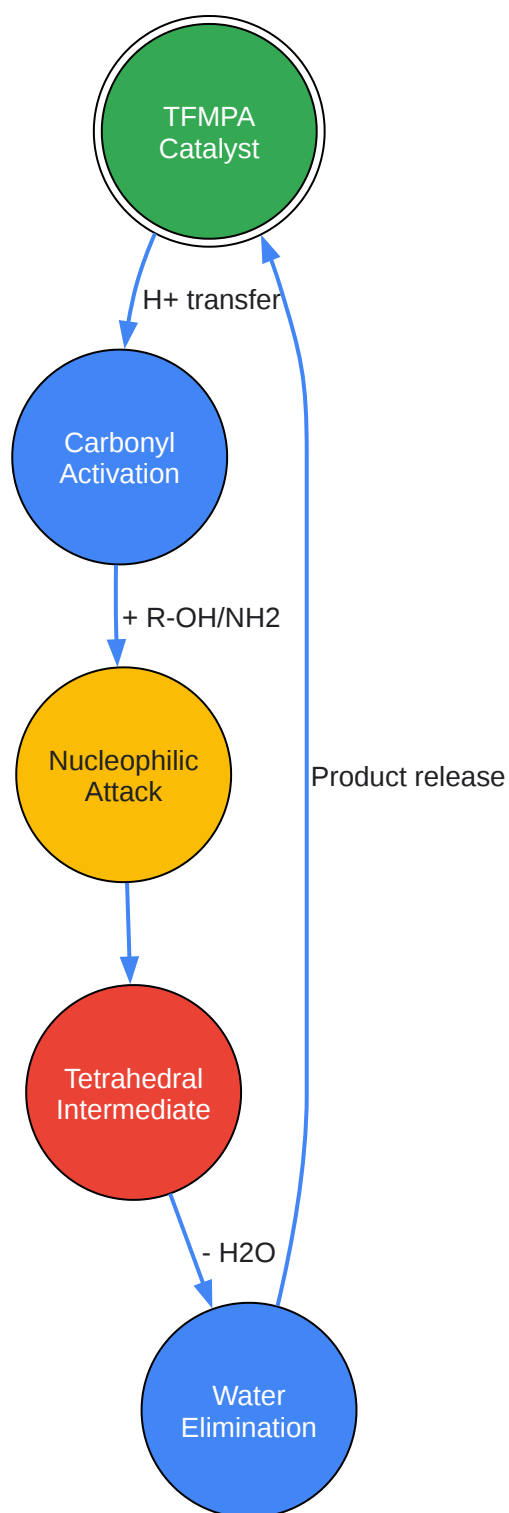 TFMPA
Catalyst
H+ transfer
Carbonyl
Activation
+ R-OH/NH2
Nucleophilic
Attack
Product release
Tetrahedral
Intermediate
- H2O
Water
Elimination